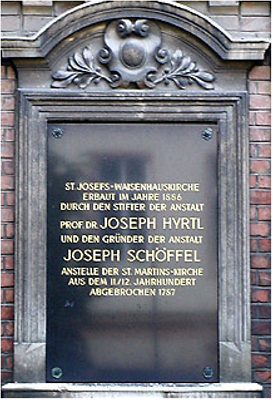 ST. JOSEFS-WAISENHAUSKIRCHE
ERBAUT IM JAHRE 1886
DURCH DEN STIFTER DER ANSTALT
PROF. DR. JOSEPH HYRTL
UND DEN GRÜNDER DER ANSTALT
JOSEPH SCHÖFFEL
ANSTELLE DER ST. MARTINS-KIRCHE
AUS DEM 11./12. JAHRHUNDERT
ABGEBROCHEN 1787